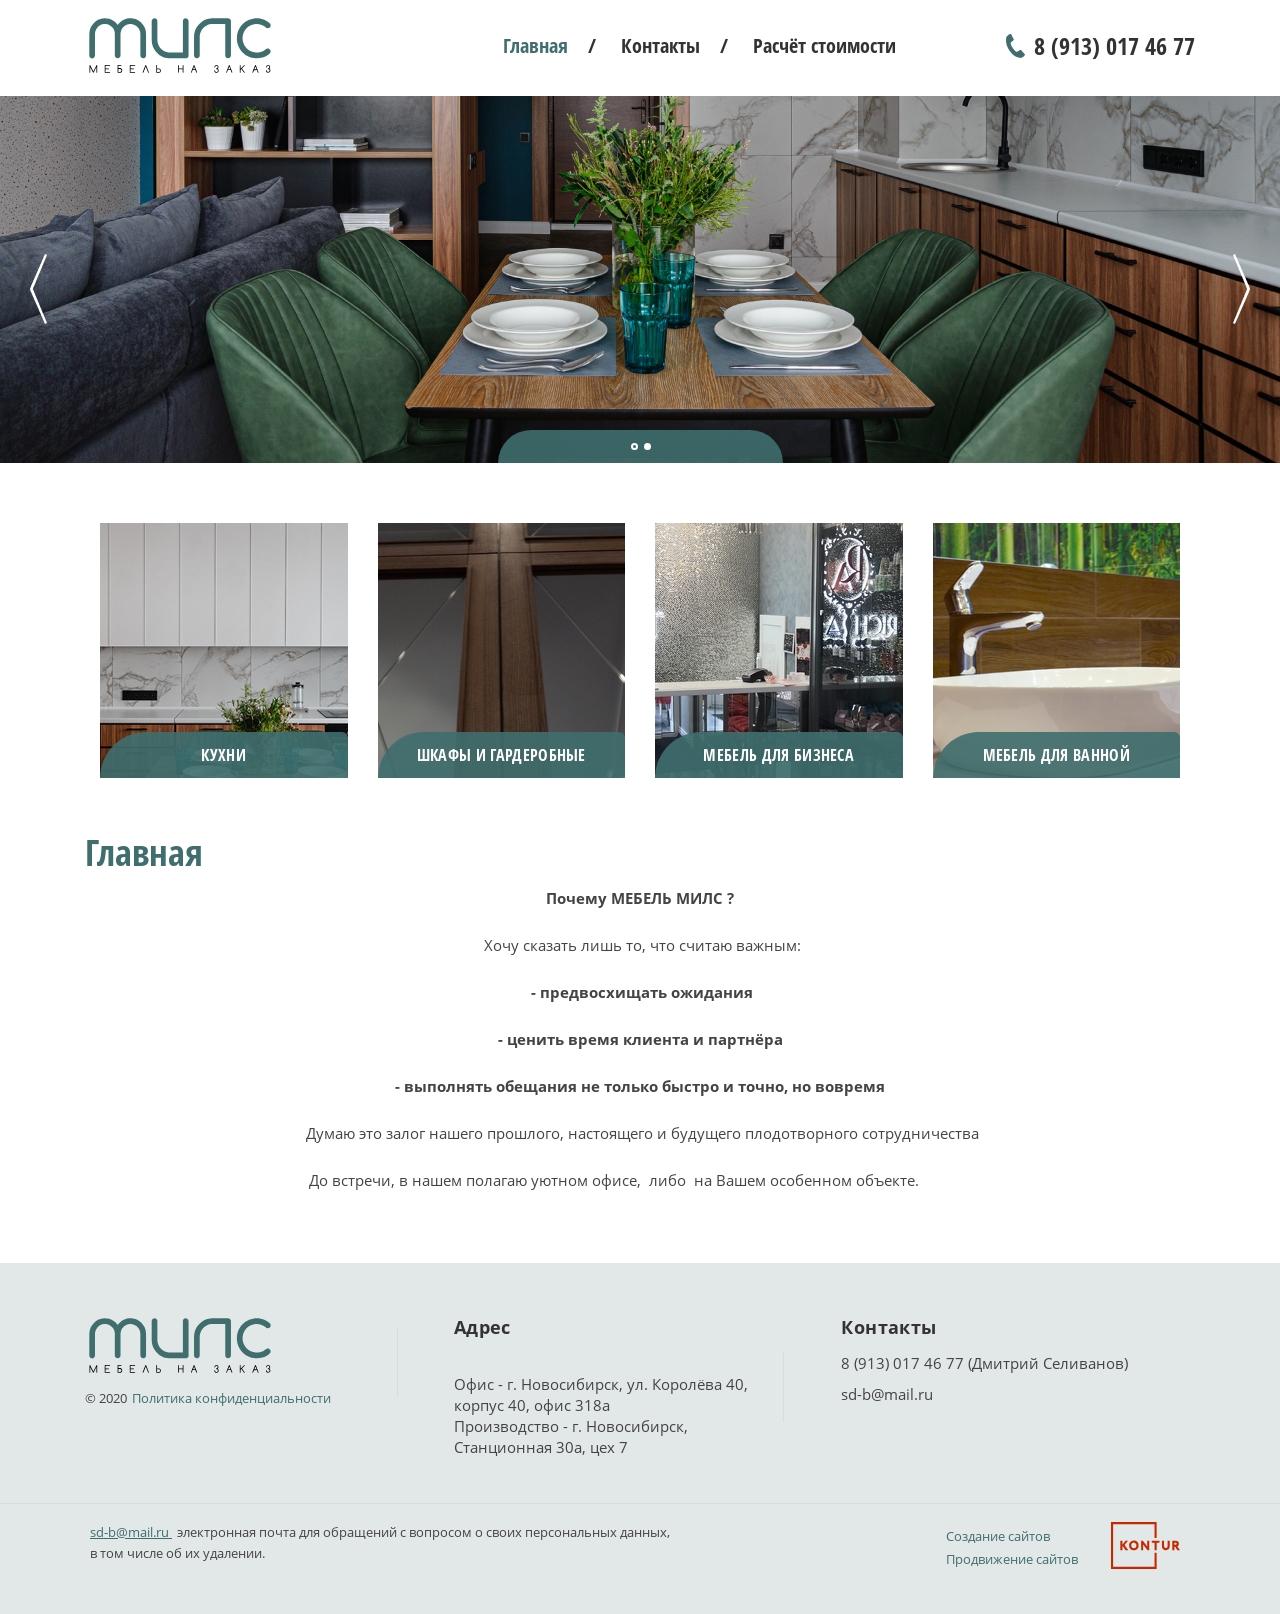 милс
МЕБЕЛЬ НА ЗАКАЗ
Главная / Контакты / Расчёт стоимости
8 (913) 017 46 77
КУХНИ
ШКАФЫ И ГАРДЕРОБНЫЕ
МЕБЕЛЬ ДЛЯ БИЗНЕСА
МЕБЕЛЬ ДЛЯ ВАННОЙ
Главная
Почему МЕБЕЛЬ МИЛС ?
Хочу сказать лишь то, что считаю важным:
- предвосхищать ожидания
- ценить время клиента и партнёра
- выполнять обещания не только быстро и точно, но вовремя
Думаю это залог нашего прошлого, настоящего и будущего плодотворного сотрудничества
До встречи, в нашем полагаю уютном офисе,  либо  на Вашем особенном объекте.
милс
МЕБЕЛЬ НА ЗАКАЗ
© 2020 Политика конфиденциальности
Адрес
Офис - г. Новосибирск, ул. Королёва 40,
корпус 40, офис 318а
Производство - г. Новосибирск,
Станционная 30а, цех 7
Контакты
8 (913) 017 46 77 (Дмитрий Селиванов)
sd-b@mail.ru
sd-b@mail.ru  электронная почта для обращений с вопросом о своих персональных данных,
в том числе об их удалении.
Создание сайтов
Продвижение сайтов
KONTUR